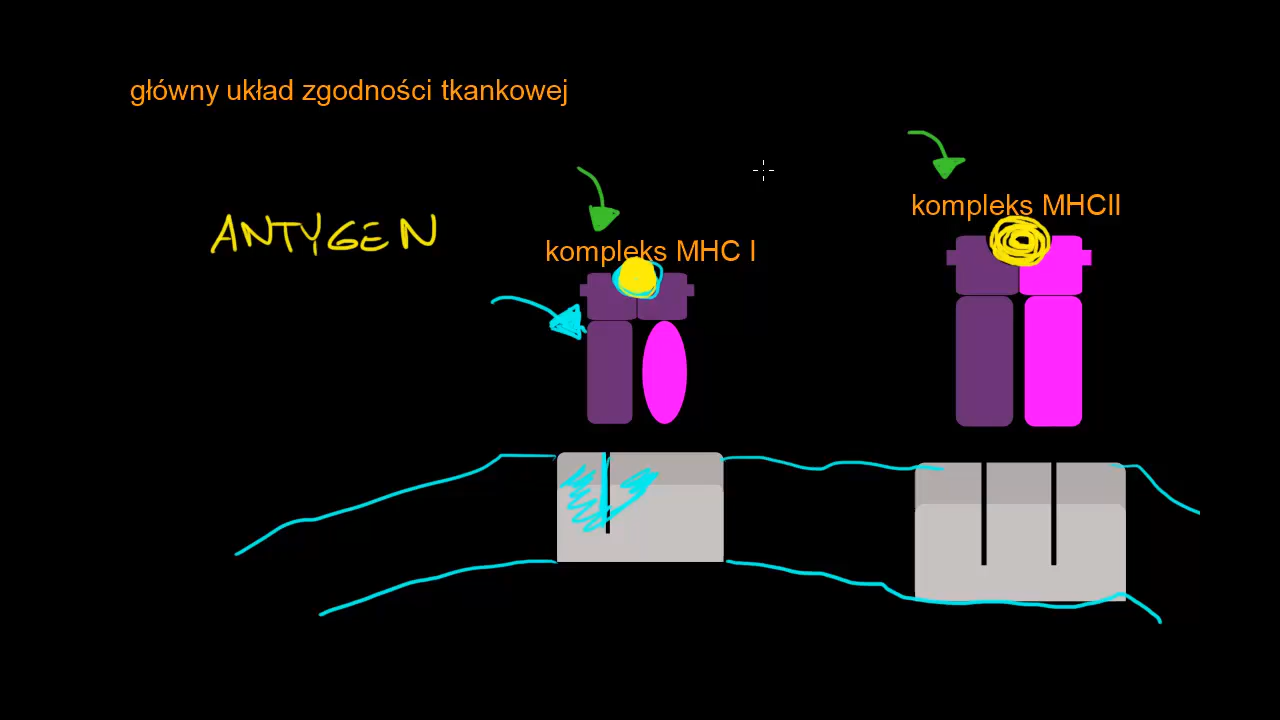 główny układ zgodności tkankowej
ANTYGEN
kompleks MHC I
kompleks MHCII